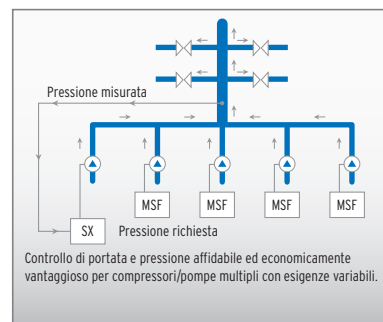 Pressione misurata
MSF MSF MSF MSF
SX Pressione richiesta
Controllo di portata e pressione affidabile ed economicamente
vantaggioso per compressori/pompe multipli con esigenze variabili.